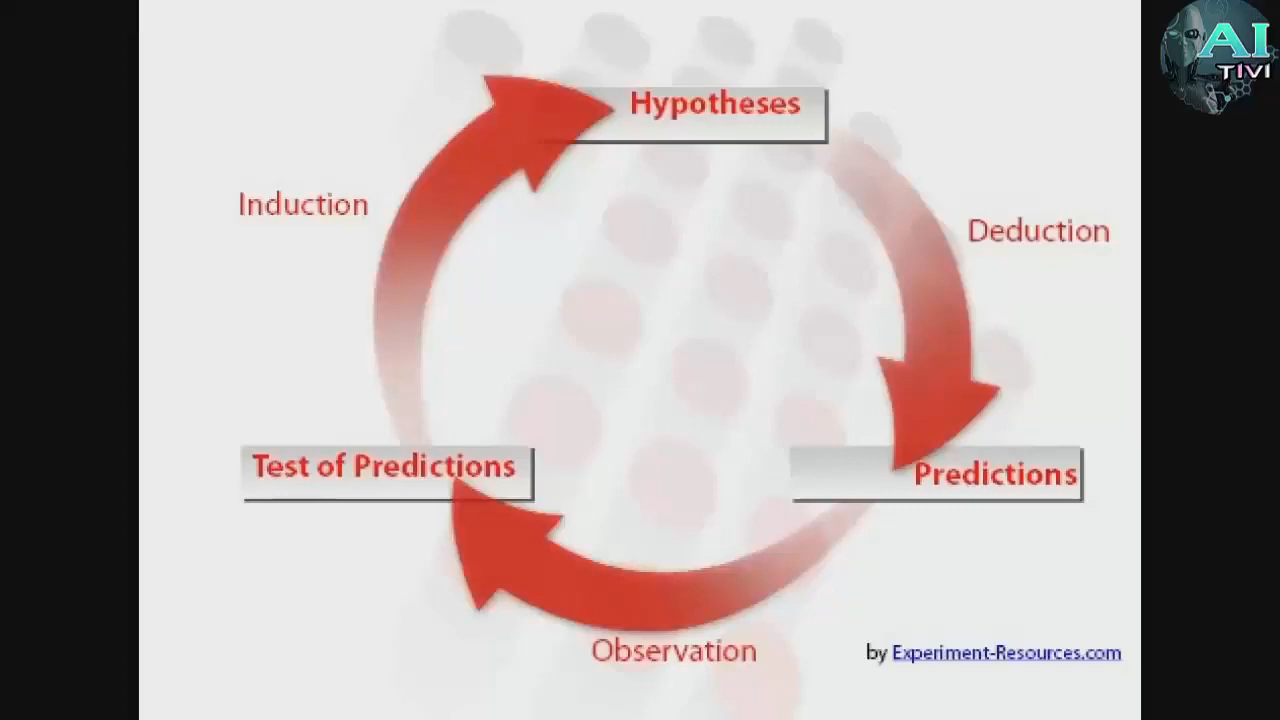 AI
TIVI
Hypotheses
Induction
Deduction
Test of Predictions
Predictions
Observation
by Experiment-Resources.com